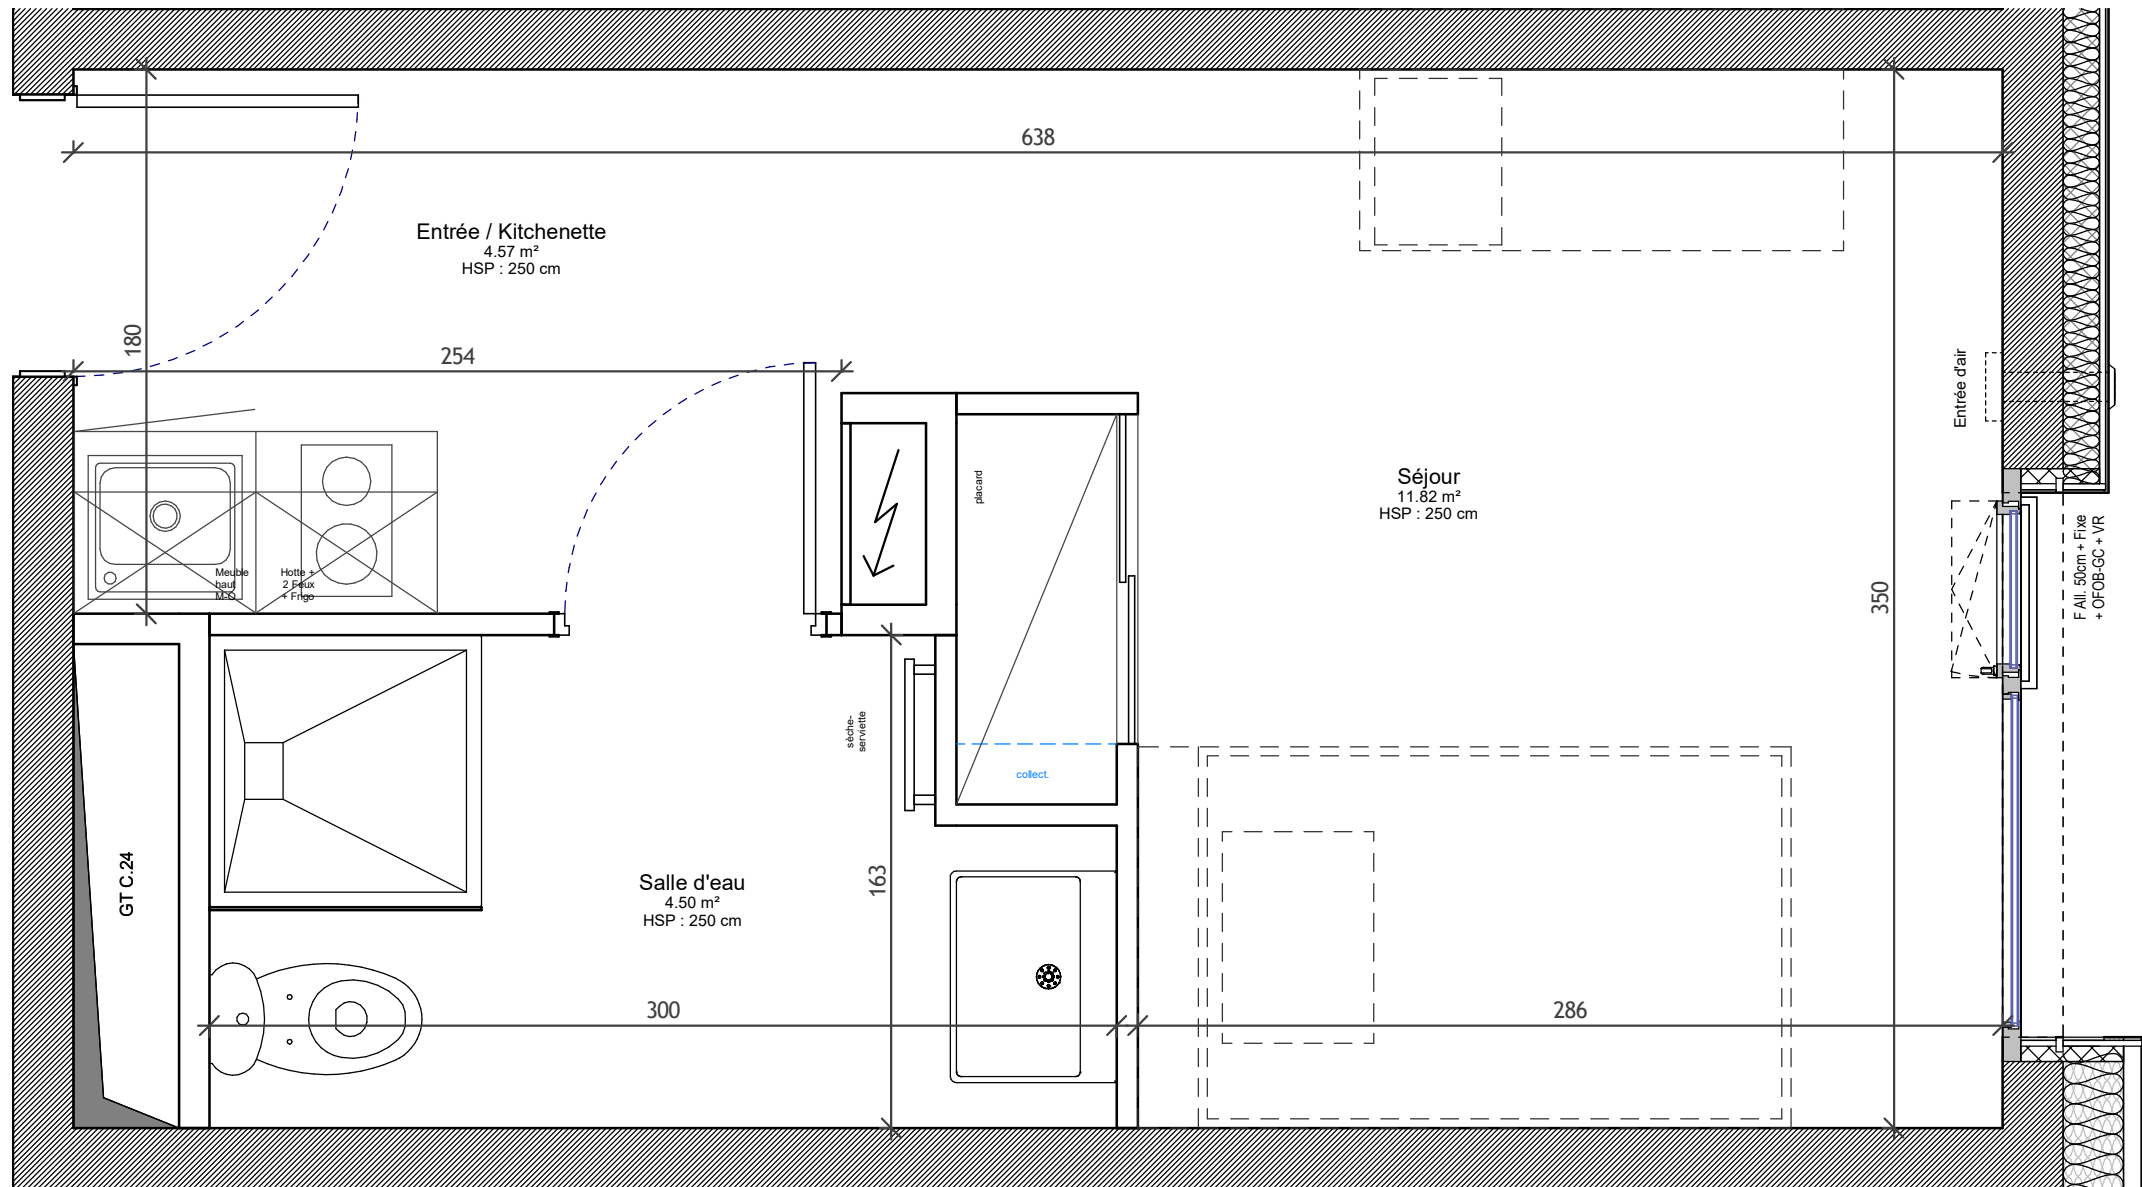 638
Entrée / Kitchenette
4.57 m²
HSP : 250 cm
180
254
Entrée d'air
placard
Séjour
11.82 m²
HSP : 250 cm
F All. 50cm + Fixe
+ OFOB-GC + VR
350
Meuble
haut
M-O
Hotte +
2 Feux
+ Frigo
sèche-
serviette
collect.
GT C.24
Salle d'eau
4.50 m²
HSP : 250 cm
163
300
286